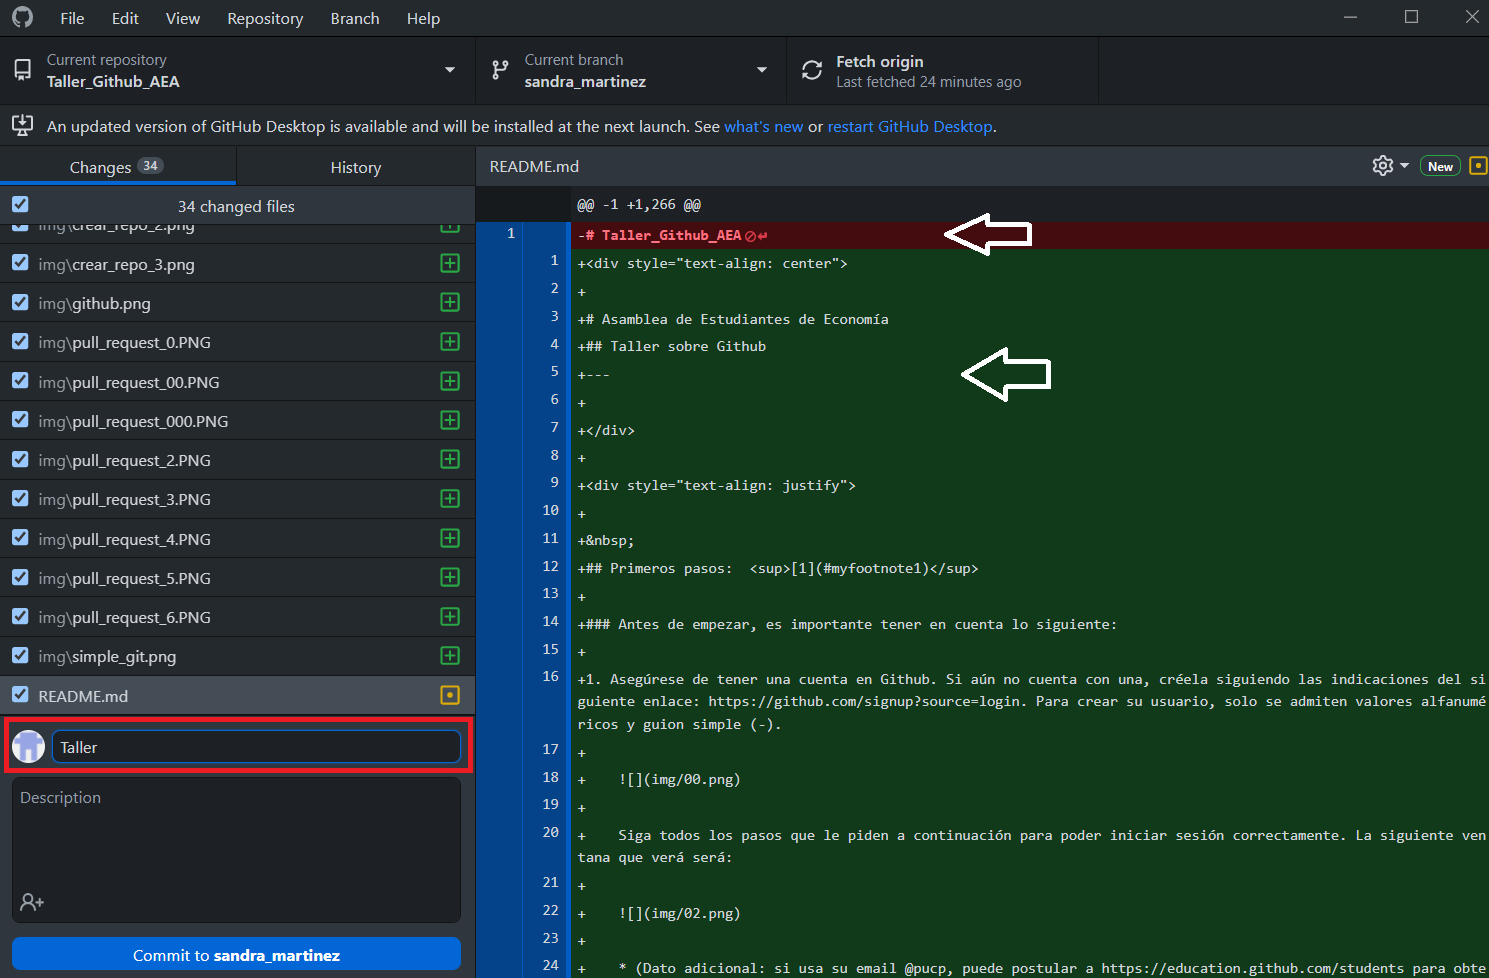 File Edit View Repository Branch Help
Current repository
Taller_Github_AEA
Current branch
sandra_martinez
Fetch origin
Last fetched 24 minutes ago
An updated version of GitHub Desktop is available and will be installed at the next launch. See what's new or restart GitHub Desktop.
Changes 34
History
34 changed files
img\crear_repo_2.png
img\crear_repo_3.png
img\github.png
img\pull_request_0.PNG
img\pull_request_00.PNG
img\pull_request_000.PNG
img\pull_request_2.PNG
img\pull_request_3.PNG
img\pull_request_4.PNG
img\pull_request_5.PNG
img\pull_request_6.PNG
img\simple_git.png
README.md
Taller
Description
Commit to sandra_martinez
README.md
New
@@ -1 +1,266 @@
1 -# Taller_Github_AEA
1 +<div style="text-align: center">
2 +
3 +# Asamblea de Estudiantes de Economía
4 +## Taller sobre Github
5 +---
6 +
7 +</div>
8 +
9 +<div style="text-align: justify">
10 +
11 +&nbsp;
12 +## Primeros pasos:  <sup>[1](#myfootnote1)</sup>
13 +
14 +### Antes de empezar, es importante tener en cuenta lo siguiente:
15 +
16 +1. Asegúrese de tener una cuenta en Github. Si aún no cuenta con una, créela siguiendo las indicaciones del si
guiente enlace: https://github.com/signup?source=login. Para crear su usuario, solo se admiten valores alfanumé
ricos y guion simple (-).
17 +
18 +    ![](img/00.png)
19 +
20 +    Siga todos los pasos que le piden a continuación para poder iniciar sesión correctamente. La siguiente ven
tana que verá será:
21 +
22 +    ![](img/02.png)
23 +
24 +    * (Dato adicional: si usa su email @pucp, puede postular a https://education.github.com/students para obte